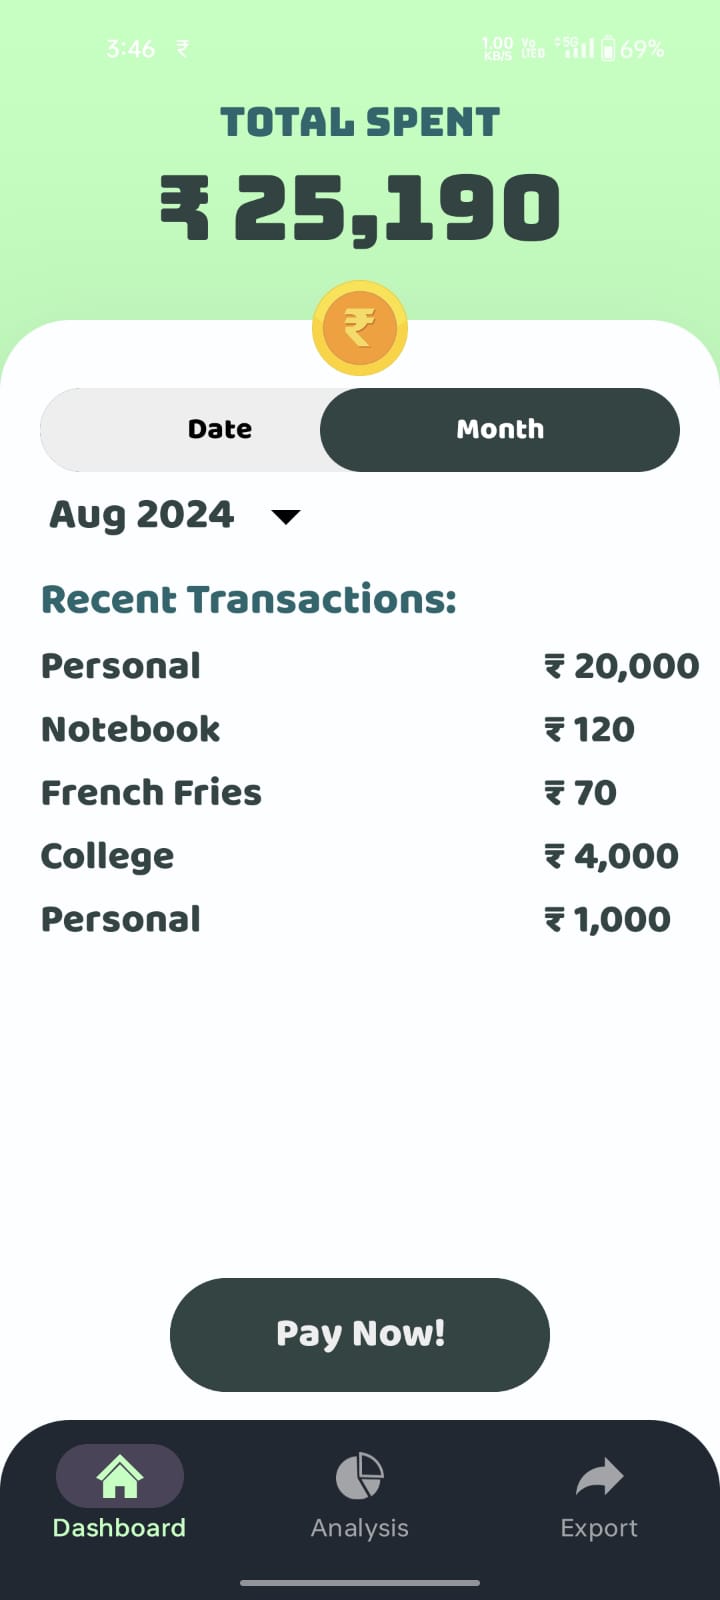 3:46 ₹ 1.00 KB/S Vo LTE 5G 69%
TOTAL SPENT
₹ 25,190
₹
Date Month
Aug 2024
Recent Transactions:
Personal ₹ 20,000
Notebook ₹ 120
French Fries ₹ 70
College ₹ 4,000
Personal ₹ 1,000
Pay Now!
Dashboard Analysis Export